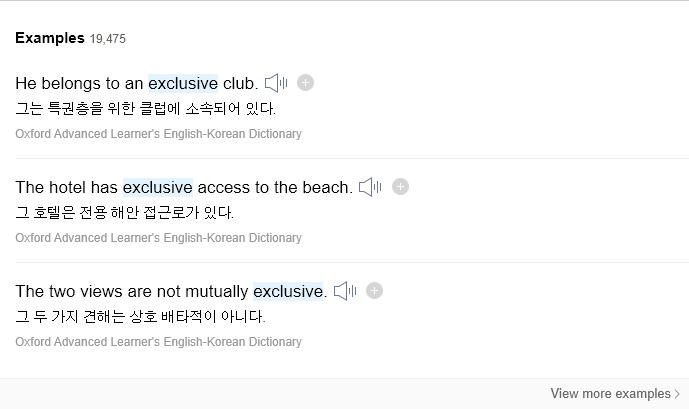 Examples 19,475
He belongs to an exclusive club.
그는 특권층을 위한 클럽에 소속되어 있다.
Oxford Advanced Learner's English-Korean Dictionary
The hotel has exclusive access to the beach.
그 호텔은 전용 해안 접근로가 있다.
Oxford Advanced Learner's English-Korean Dictionary
The two views are not mutually exclusive.
그 두 가지 견해는 상호 배타적이 아니다.
Oxford Advanced Learner's English-Korean Dictionary
View more examples